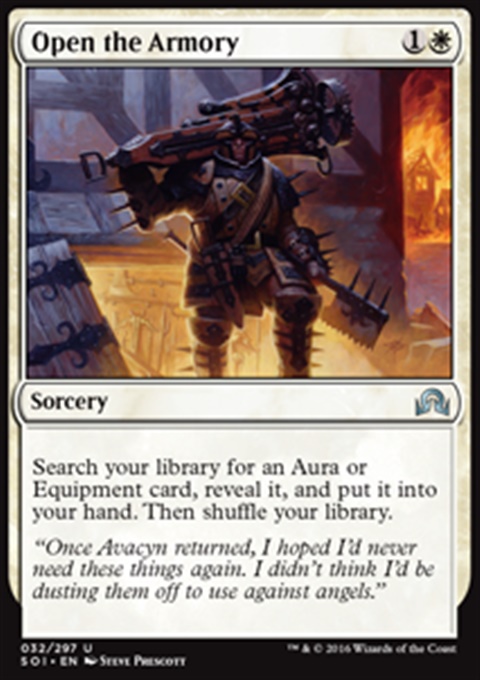 Open the Armory 1
Sorcery
Search your library for an Aura or
Equipment card, reveal it, and put it into
your hand. Then shuffle your library.
“Once Avacyn returned, I hoped I’d never
need these things again. I didn’t think I’d be
dusting them off to use against angels.”
032/297 U
SOI • EN Steve Prescott
™ & © 2016 Wizards of the Coast